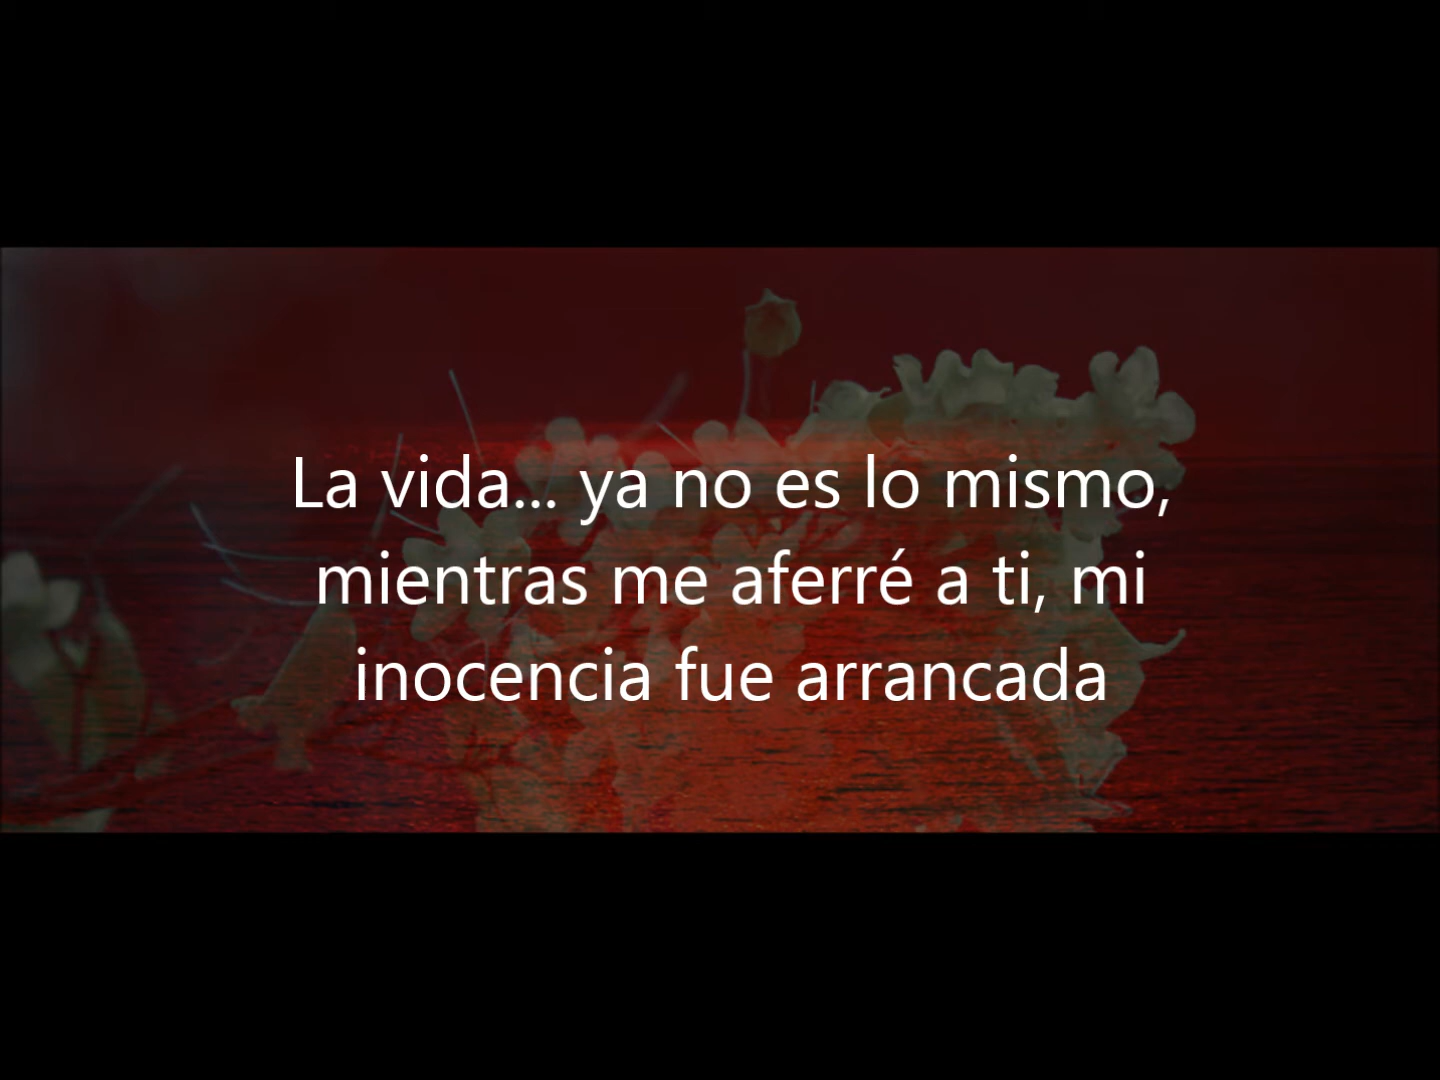 La vida... ya no es lo mismo,
mientras me aferré a ti, mi
inocencia fue arrancada